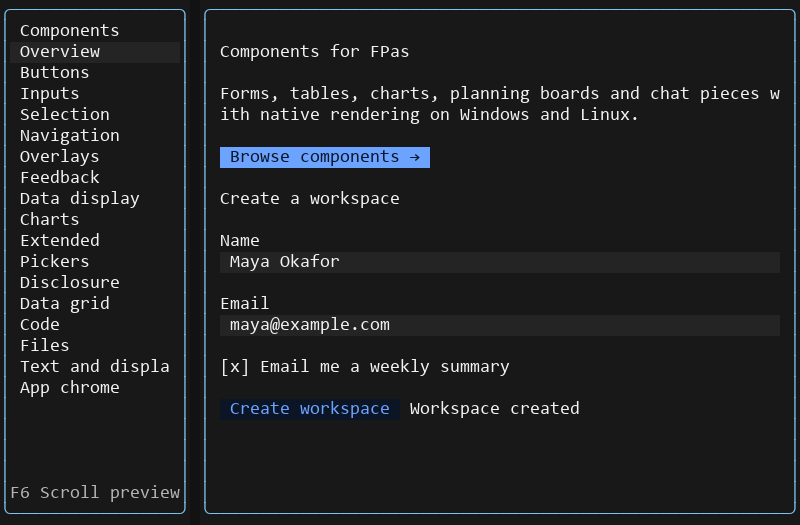 Components
Overview
Buttons
Inputs
Selection
Navigation
Overlays
Feedback
Data display
Charts
Extended
Pickers
Disclosure
Data grid
Code
Files
Text and displa
App chrome
F6 Scroll preview
Components for FPas
Forms, tables, charts, planning boards and chat pieces w
ith native rendering on Windows and Linux.
Browse components →
Create a workspace
Name
Maya Okafor
Email
maya@example.com
[x] Email me a weekly summary
Create workspace Workspace created